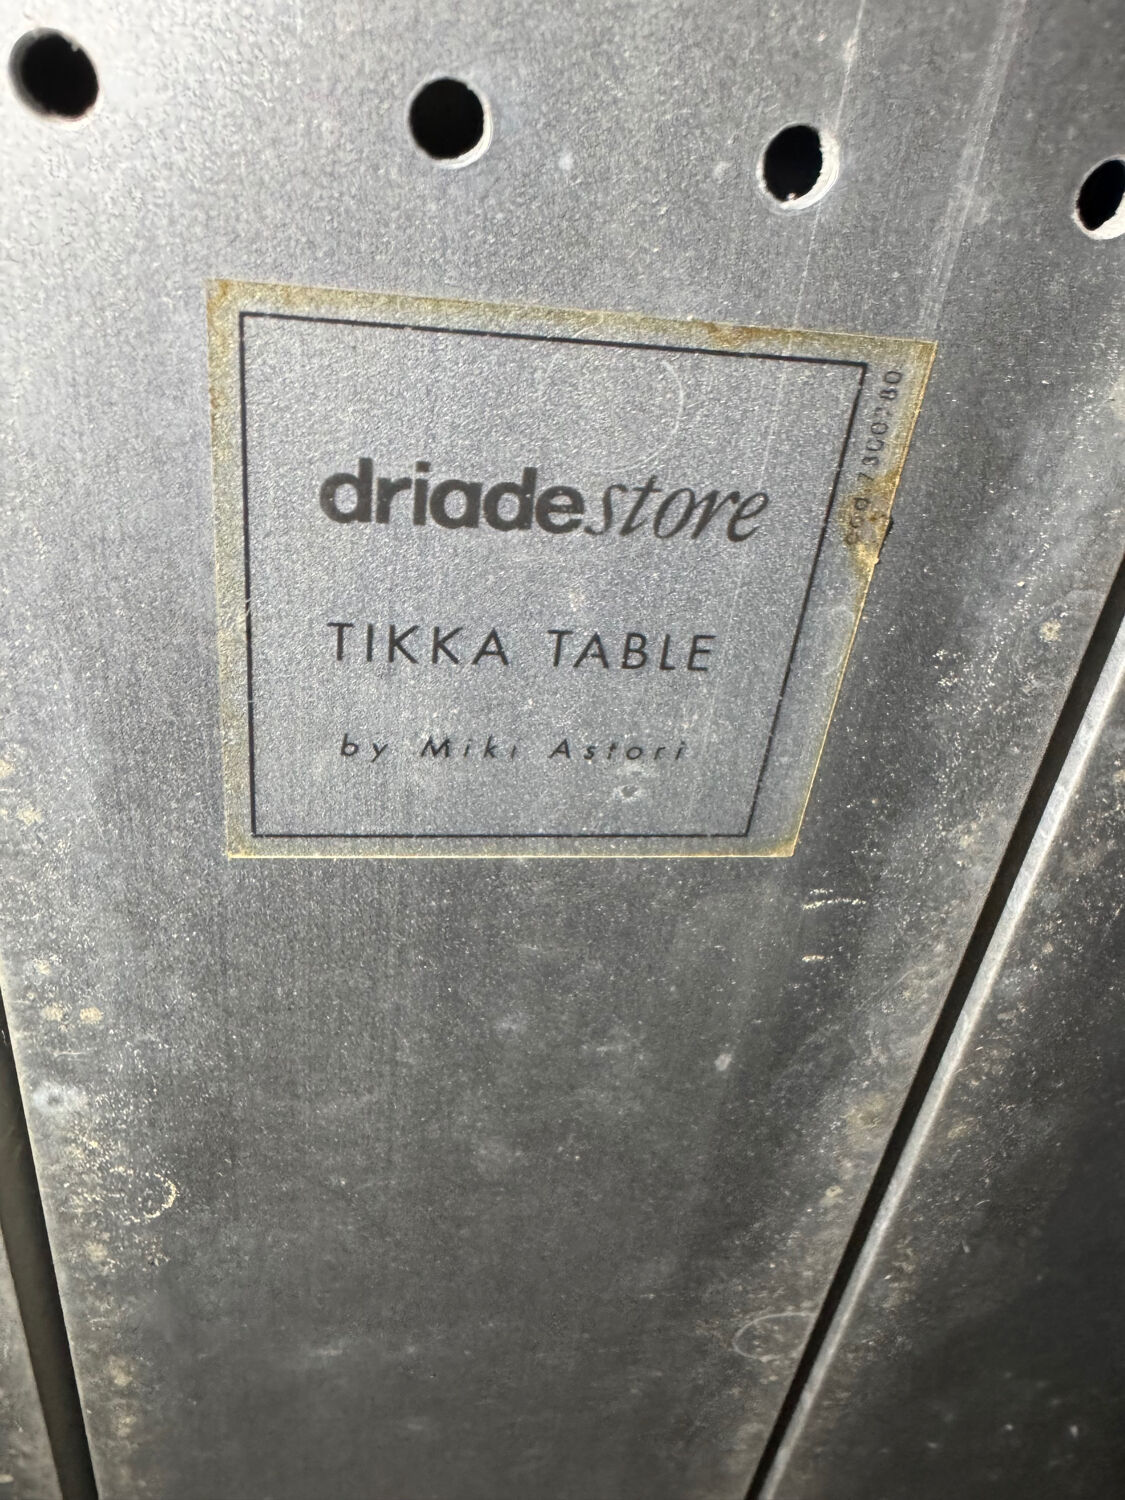 driadestore
TIKKA TABLE
by Miki Astori